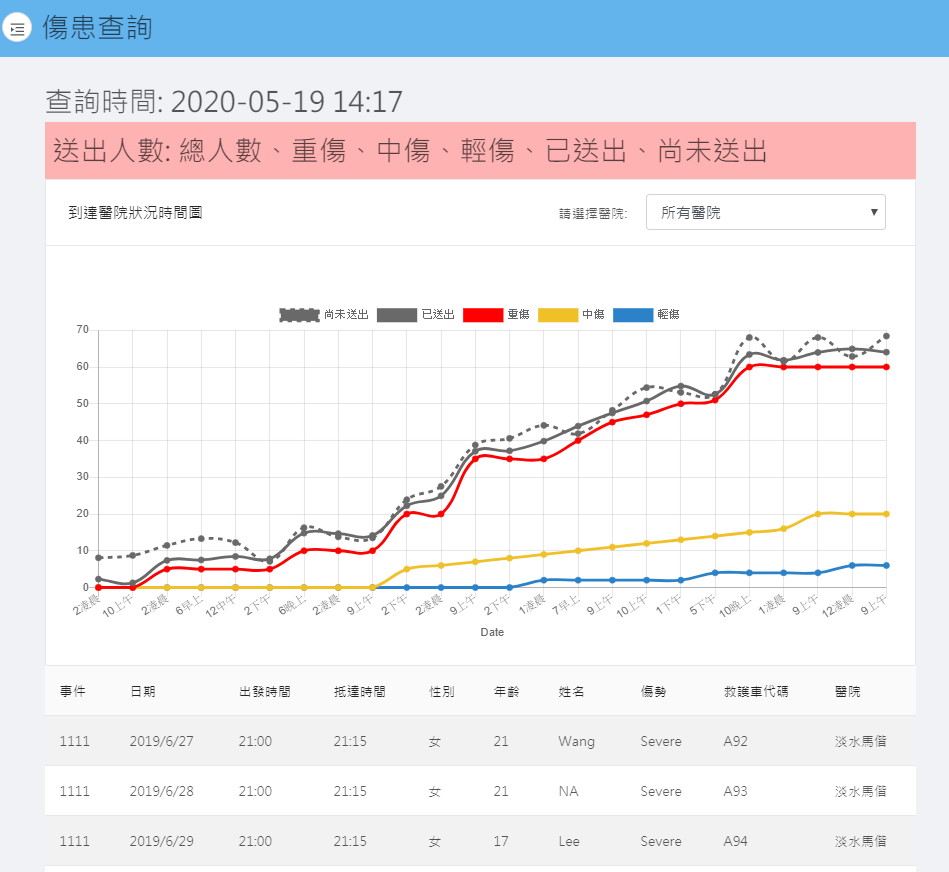 傷患查詢
查詢時間: 2020-05-19 14:17
送出人數: 總人數、重傷、中傷、輕傷、已送出、尚未送出
到達醫院狀況時間圖 請選擇醫院: 所有醫院
尚未送出 已送出 重傷 中傷 輕傷
70
60
50
40
30
20
10
0
2凌晨 10上午 2凌晨 6早上 12中午 2下午 6晚上 2凌晨 9上午 2下午 2凌晨 9上午 2下午 1凌晨 7早上 9上午 10上午 1下午 5下午 10晚上 1凌晨 9上午 12凌晨 9上午
Date
事件 日期 出發時間 抵達時間 性別 年齡 姓名 傷勢 救護車代碼 醫院
1111 2019/6/27 21:00 21:15 女 21 Wang Severe A92 淡水馬偕
1111 2019/6/28 21:00 21:15 女 21 NA Severe A93 淡水馬偕
1111 2019/6/29 21:00 21:15 女 17 Lee Severe A94 淡水馬偕